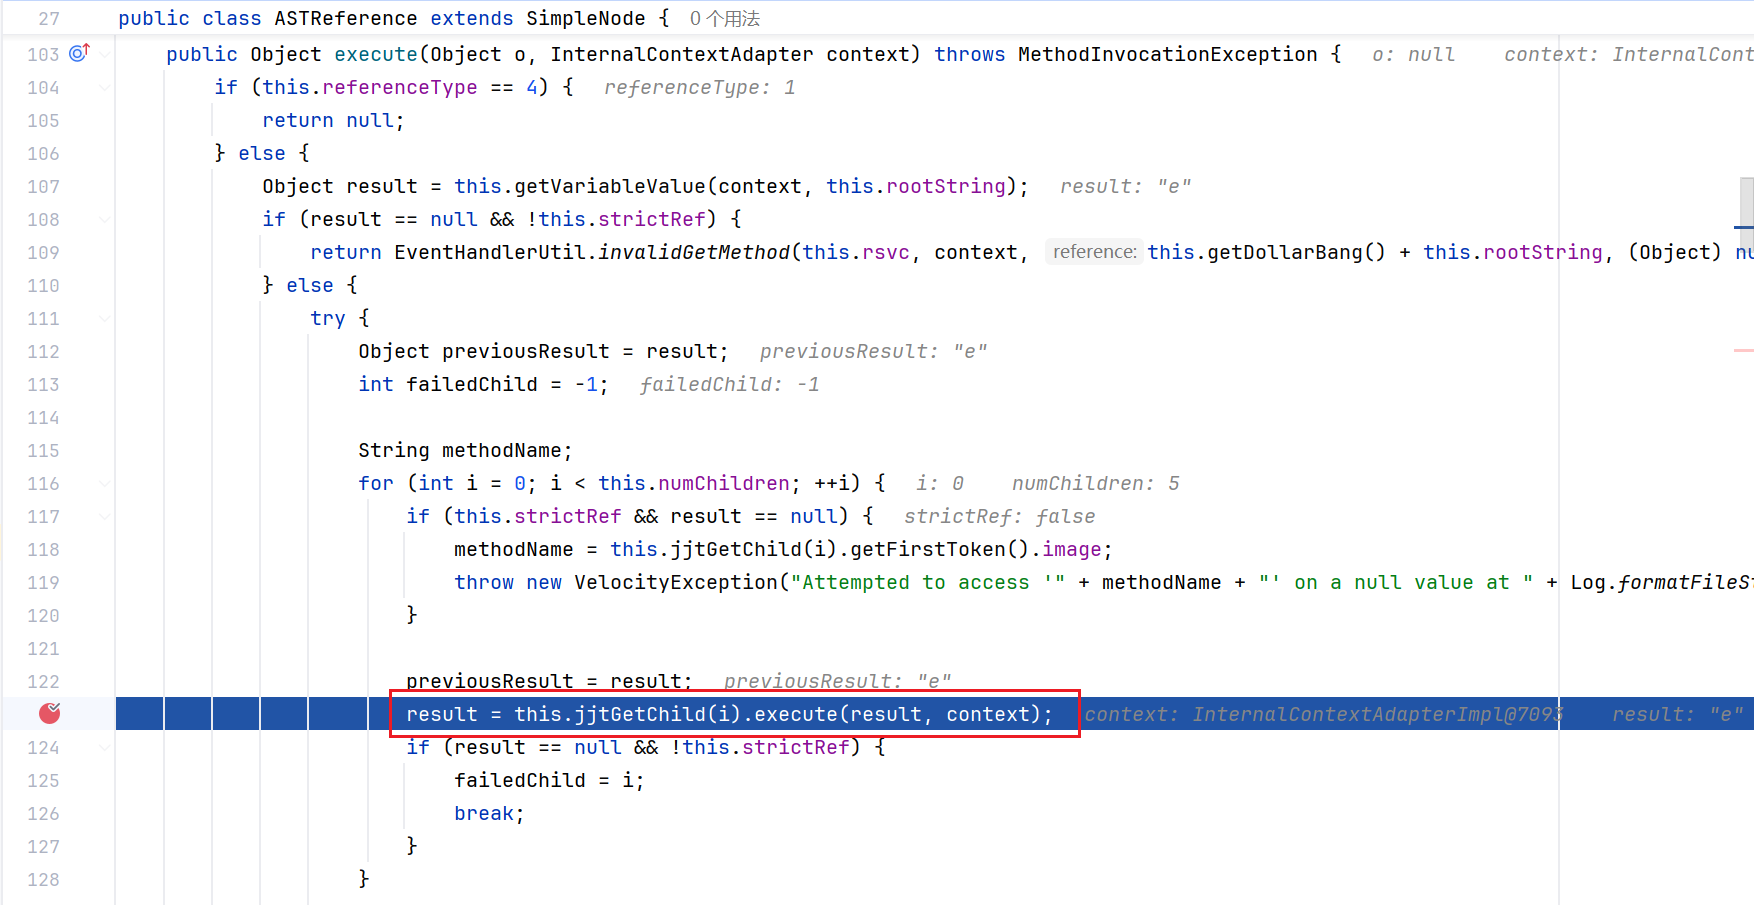 27 public class ASTReference extends SimpleNode { 0 个用法
103 public Object execute(Object o, InternalContextAdapter context) throws MethodInvocationException { o: null context: InternalCont
104 if (this.referenceType == 4) { referenceType: 1
105 return null;
106 } else {
107 Object result = this.getVariableValue(context, this.rootString); result: "e"
108 if (result == null && !this.strictRef) {
109 return EventHandlerUtil.invalidGetMethod(this.rsvc, context, reference: this.getDollarBang() + this.rootString, (Object) nu
110 } else {
111 try {
112 Object previousResult = result; previousResult: "e"
113 int failedChild = -1; failedChild: -1
114
115 String methodName;
116 for (int i = 0; i < this.numChildren; ++i) { i: 0 numChildren: 5
117 if (this.strictRef && result == null) { strictRef: false
118 methodName = this.jjtGetChild(i).getFirstToken().image;
119 throw new VelocityException("Attempted to access '" + methodName + "' on a null value at " + Log.formatFileSt
120 }
121
122 previousResult = result; previousResult: "e"
result = this.jjtGetChild(i).execute(result, context); context: InternalContextAdapterImpl@7093 result: "e"
124 if (result == null && !this.strictRef) {
125 failedChild = i;
126 break;
127 }
128 }